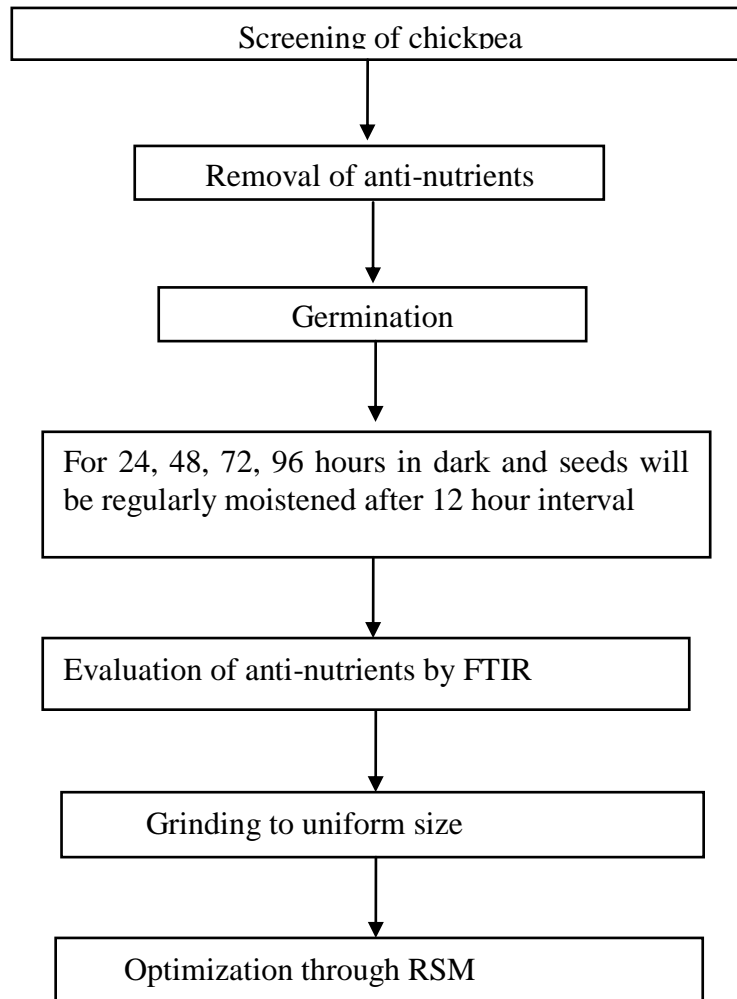 Screening of chickpea
Removal of anti-nutrients
Germination
For 24, 48, 72, 96 hours in dark and seeds will
be regularly moistened after 12 hour interval
Evaluation of anti-nutrients by FTIR
Grinding to uniform size
Optimization through RSM